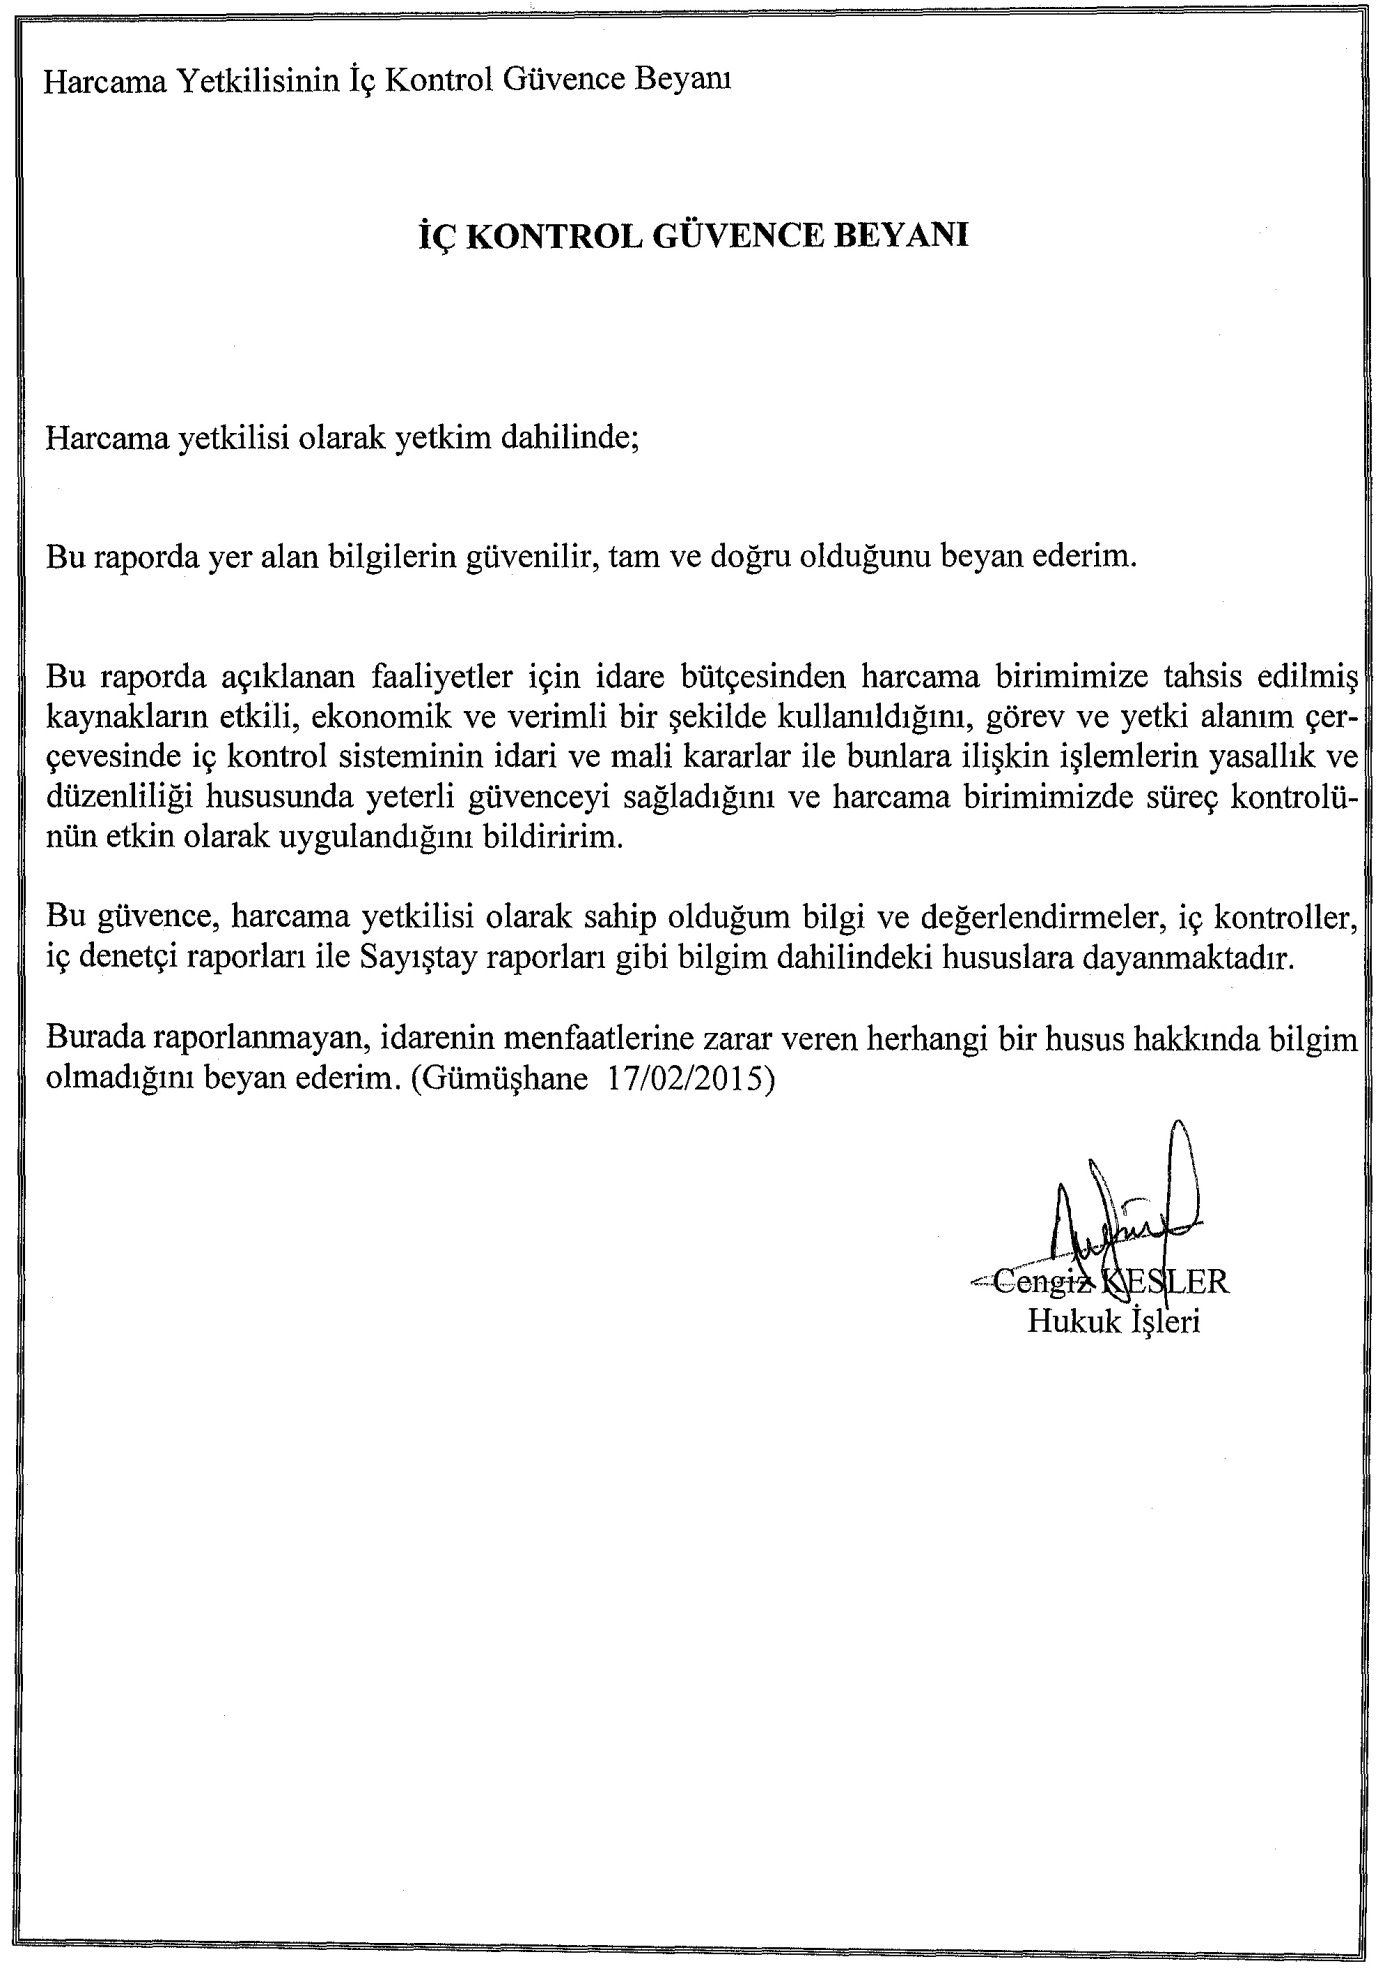 Harcama Yetkilisinin İç Kontrol Güvence Beyanı
İÇ KONTROL GÜVENCE BEYANI
Harcama yetkilisi olarak yetkim dahilinde;
Bu raporda yer alan bilgilerin güvenilir, tam ve doğru olduğunu beyan ederim.
Bu raporda açıklanan faaliyetler için idare bütçesinden harcama birimimize tahsis edilmiş
kaynakların etkili, ekonomik ve verimli bir şekilde kullanıldığını, görev ve yetki alanım çer-
çevesinde iç kontrol sisteminin idari ve mali kararlar ile bunlara ilişkin işlemlerin yasallık ve
düzenliliği hususunda yeterli güvenceyi sağladığını ve harcama birimimizde süreç kontrolü-
nün etkin olarak uygulandığını bildiririm.
Bu güvence, harcama yetkilisi olarak sahip olduğum bilgi ve değerlendirmeler, iç kontroller,
iç denetçi raporları ile Sayıştay raporları gibi bilgim dahilindeki hususlara dayanmaktadır.
Burada raporlanmayan, idarenin menfaatlerine zarar veren herhangi bir husus hakkında bilgim
olmadığını beyan ederim. (Gümüşhane 17/02/2015)
Cengiz KESLER
Hukuk İşleri